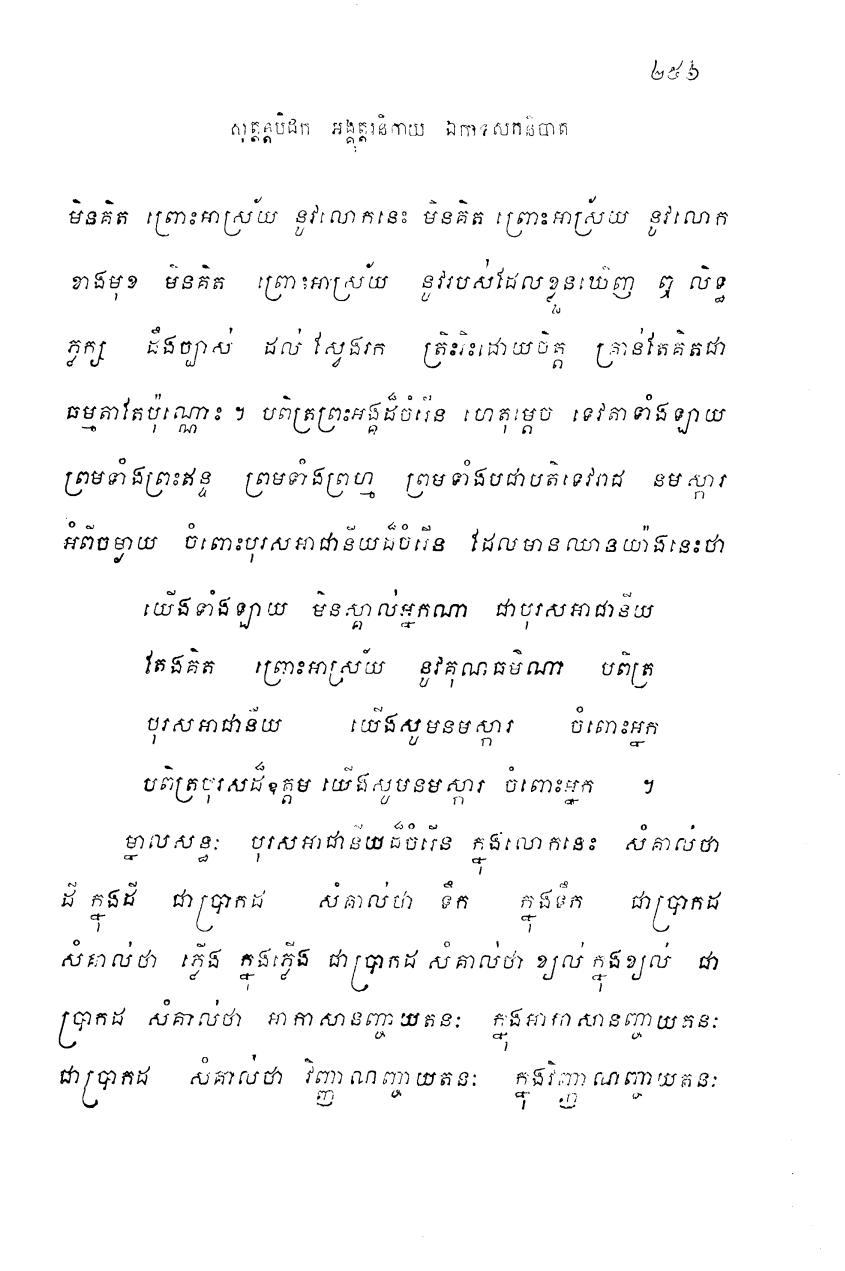 ២៥៦
សុត្តន្តបិដក អង្គុត្តរនិកាយ ឯកាទសកនិបាត
មិនគិត ព្រោះអាស្រ័យ នូវលោកនេះ មិនគិត ព្រោះអាស្រ័យ នូវលោក
ខាងមុខ មិនគិត ព្រោះអាស្រ័យ នូវរបស់ដែលខ្លួនឃើញ ឮ លិទ្ធ
ភ្លក្ស ដឹងច្បាស់ ដល់ ស្វែងរក ត្រិះរិះដោយចិត្ត គ្រាន់តែគិតជា
ធម្មតាតែប៉ុណ្ណោះ ។ បពិត្រព្រះអង្គដ៏ចំរើន ហេតុម្តេច ទេវតាទាំងឡាយ
ព្រមទាំងព្រះឥន្ទ ព្រមទាំងព្រហ្ម ព្រមទាំងបជាបតិទេវរាជ នមស្ការ
អំពីចម្ងាយ ចំពោះបុរសអាជានីយដ៏ចំរើន ដែលមានឈានយ៉ាងនេះថា
យើងទាំងឡាយ មិនស្គាល់អ្នកណា ជាបុរសអាជានីយ
តែងគិត ព្រោះអាស្រ័យ នូវគុណធម៌ណា បពិត្រ
បុរសអាជានីយ យើងសូមនមស្ការ ចំពោះអ្នក
បពិត្របុរសដ៏ឧត្តម យើងសូមនមស្ការ ចំពោះអ្នក ។
ម្នាលសន្ធៈ បុរសអាជានីយដ៏ចំរើន ក្នុងលោកនេះ សំគាល់ថា
ដី ក្នុងដី ជាប្រាកដ សំគាល់ថា ទឹក ក្នុងទឹក ជាប្រាកដ
សំគាល់ថា ភ្លើង ក្នុងភ្លើង ជាប្រាកដ សំគាល់ថា ខ្យល់ ក្នុងខ្យល់ ជា
ប្រាកដ សំគាល់ថា អាកាសានញ្ចាយតនៈ ក្នុងអាកាសានញ្ចាយតនៈ
ជាប្រាកដ សំគាល់ថា វិញ្ញាណញ្ចាយតនៈ ក្នុងវិញ្ញាណញ្ចាយតនៈ